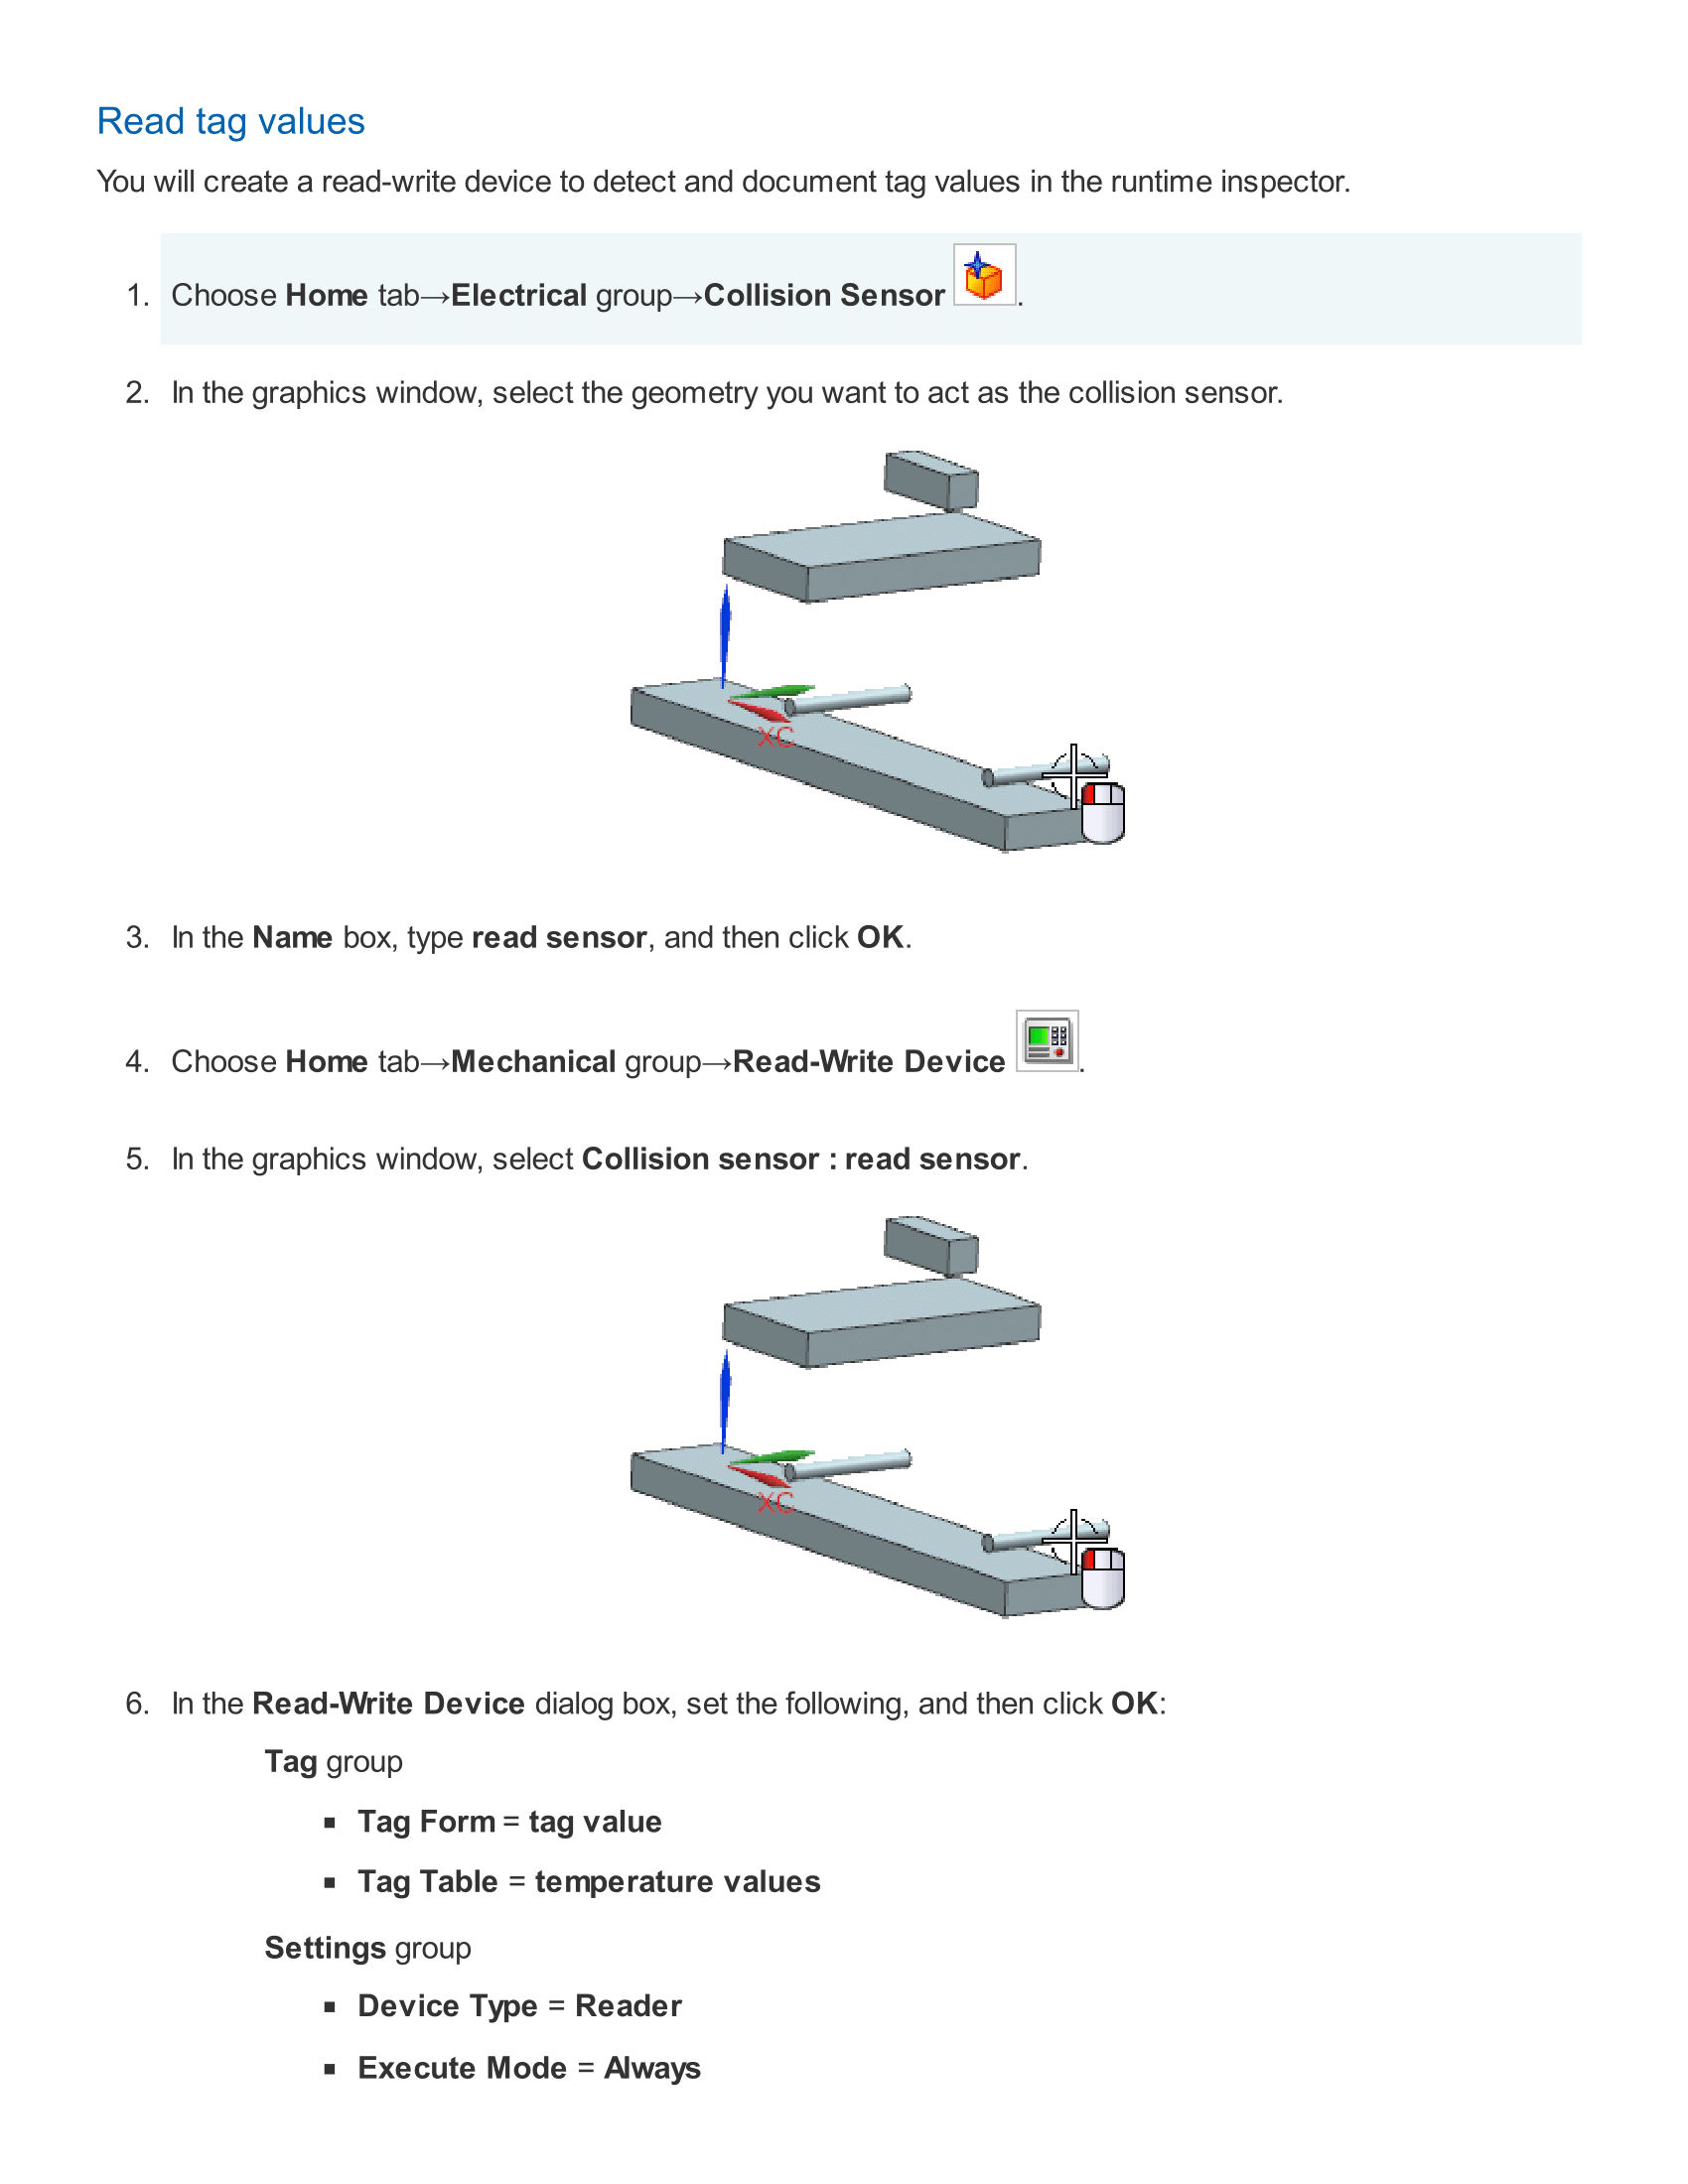 Read tag values
You will create a read-write device to detect and document tag values in the runtime inspector.
1. Choose Home tab→Electrical group→Collision Sensor .
2. In the graphics window, select the geometry you want to act as the collision sensor.
XC
3. In the Name box, type read sensor, and then click OK.
4. Choose Home tab→Mechanical group→Read-Write Device .
5. In the graphics window, select Collision sensor : read sensor.
XC
6. In the Read-Write Device dialog box, set the following, and then click OK:
Tag group
▪ Tag Form = tag value
▪ Tag Table = temperature values
Settings group
▪ Device Type = Reader
▪ Execute Mode = Always